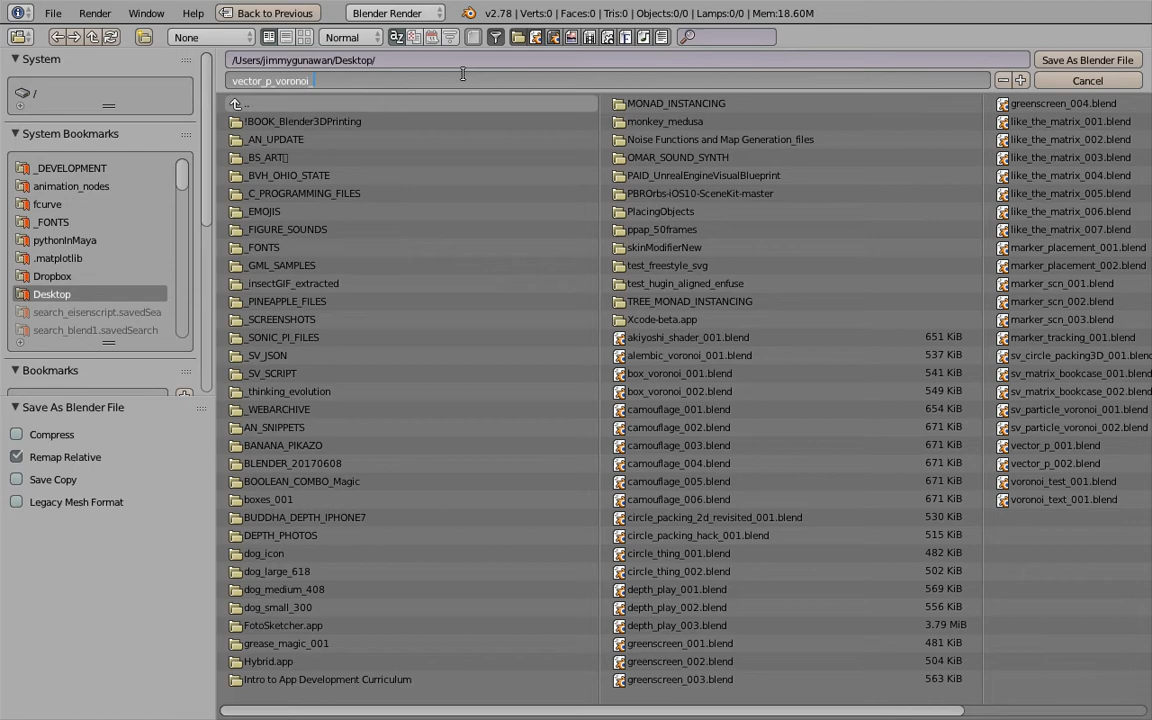 File Render Window Help Back to Previous Blender Render v2.78 | Verts:0 | Faces:0 | Tris:0 | Objects:0/0 | Lamps:0/0 | Mem:18.60M
None Normal
System
/
System Bookmarks
_DEVELOPMENT
animation_nodes
fcurve
_FONTS
pythonInMaya
.matplotlib
Dropbox
Desktop
search_eisenscript.savedSea
search_blend1.savedSearch
Bookmarks
Save As Blender File
Compress
Remap Relative
Save Copy
Legacy Mesh Format
/Users/jimmygunawan/Desktop/ Save As Blender File
vector_p_voronoi_ Cancel
..
!BOOK_Blender3DPrinting
_AN_UPDATE
_BS_ART
_BVH_OHIO_STATE
_C_PROGRAMMING_FILES
_EMOJIS
_FIGURE_SOUNDS
_FONTS
_GML_SAMPLES
_insectGIF_extracted
_PINEAPPLE_FILES
_SCREENSHOTS
_SONIC_PI_FILES
_SV_JSON
_SV_SCRIPT
_thinking_evolution
_WEBARCHIVE
AN_SNIPPETS
BANANA_PIKAZO
BLENDER_20170608
BOOLEAN_COMBO_Magic
boxes_001
BUDDHA_DEPTH_IPHONE7
DEPTH_PHOTOS
dog_icon
dog_large_618
dog_medium_408
dog_small_300
FotoSketcher.app
grease_magic_001
Hybrid.app
Intro to App Development Curriculum
MONAD_INSTANCING
monkey_medusa
Noise Functions and Map Generation_files
OMAR_SOUND_SYNTH
PAID_UnrealEngineVisualBlueprint
PBROrbs-iOS10-SceneKit-master
PlacingObjects
ppap_50frames
skinModifierNew
test_freestyle_svg
test_hugin_aligned_enfuse
TREE_MONAD_INSTANCING
Xcode-beta.app
akiyoshi_shader_001.blend 651 KiB
alembic_voronoi_001.blend 537 KiB
box_voronoi_001.blend 541 KiB
box_voronoi_002.blend 549 KiB
camouflage_001.blend 654 KiB
camouflage_002.blend 671 KiB
camouflage_003.blend 671 KiB
camouflage_004.blend 671 KiB
camouflage_005.blend 671 KiB
camouflage_006.blend 671 KiB
circle_packing_2d_revisited_001.blend 530 KiB
circle_packing_hack_001.blend 515 KiB
circle_thing_001.blend 482 KiB
circle_thing_002.blend 502 KiB
depth_play_001.blend 569 KiB
depth_play_002.blend 556 KiB
depth_play_003.blend 3.79 MiB
greenscreen_001.blend 481 KiB
greenscreen_002.blend 504 KiB
greenscreen_003.blend 563 KiB
greenscreen_004.blend
like_the_matrix_001.blend
like_the_matrix_002.blend
like_the_matrix_003.blend
like_the_matrix_004.blend
like_the_matrix_005.blend
like_the_matrix_006.blend
like_the_matrix_007.blend
marker_placement_001.blend
marker_placement_002.blend
marker_scn_001.blend
marker_scn_002.blend
marker_scn_003.blend
marker_tracking_001.blend
sv_circle_packing3D_001.blend
sv_matrix_bookcase_001.blend
sv_matrix_bookcase_002.blend
sv_particle_voronoi_001.blend
sv_particle_voronoi_002.blend
vector_p_001.blend
vector_p_002.blend
voronoi_test_001.blend
voronoi_text_001.blend